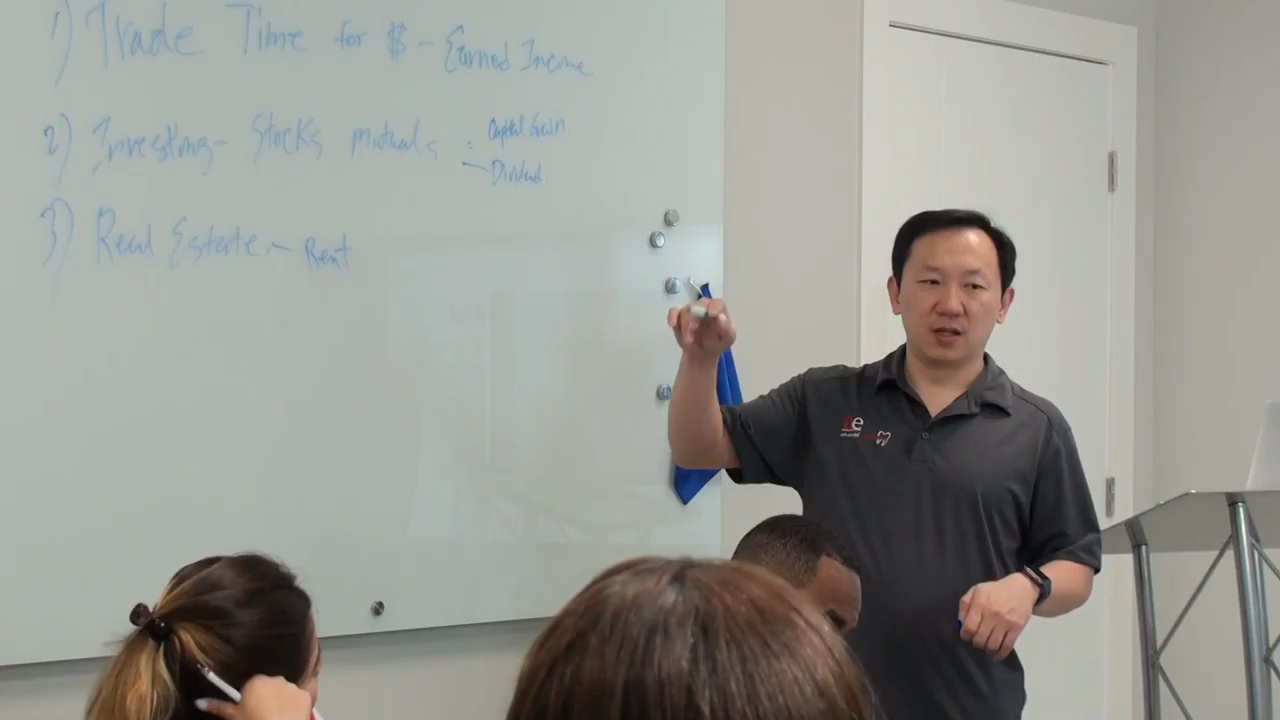 1) Trade Time for $ - Earned Income
2) Investing - Stocks Mutuals : Capital Gain
- Dividend
3) Real Estate - Rent